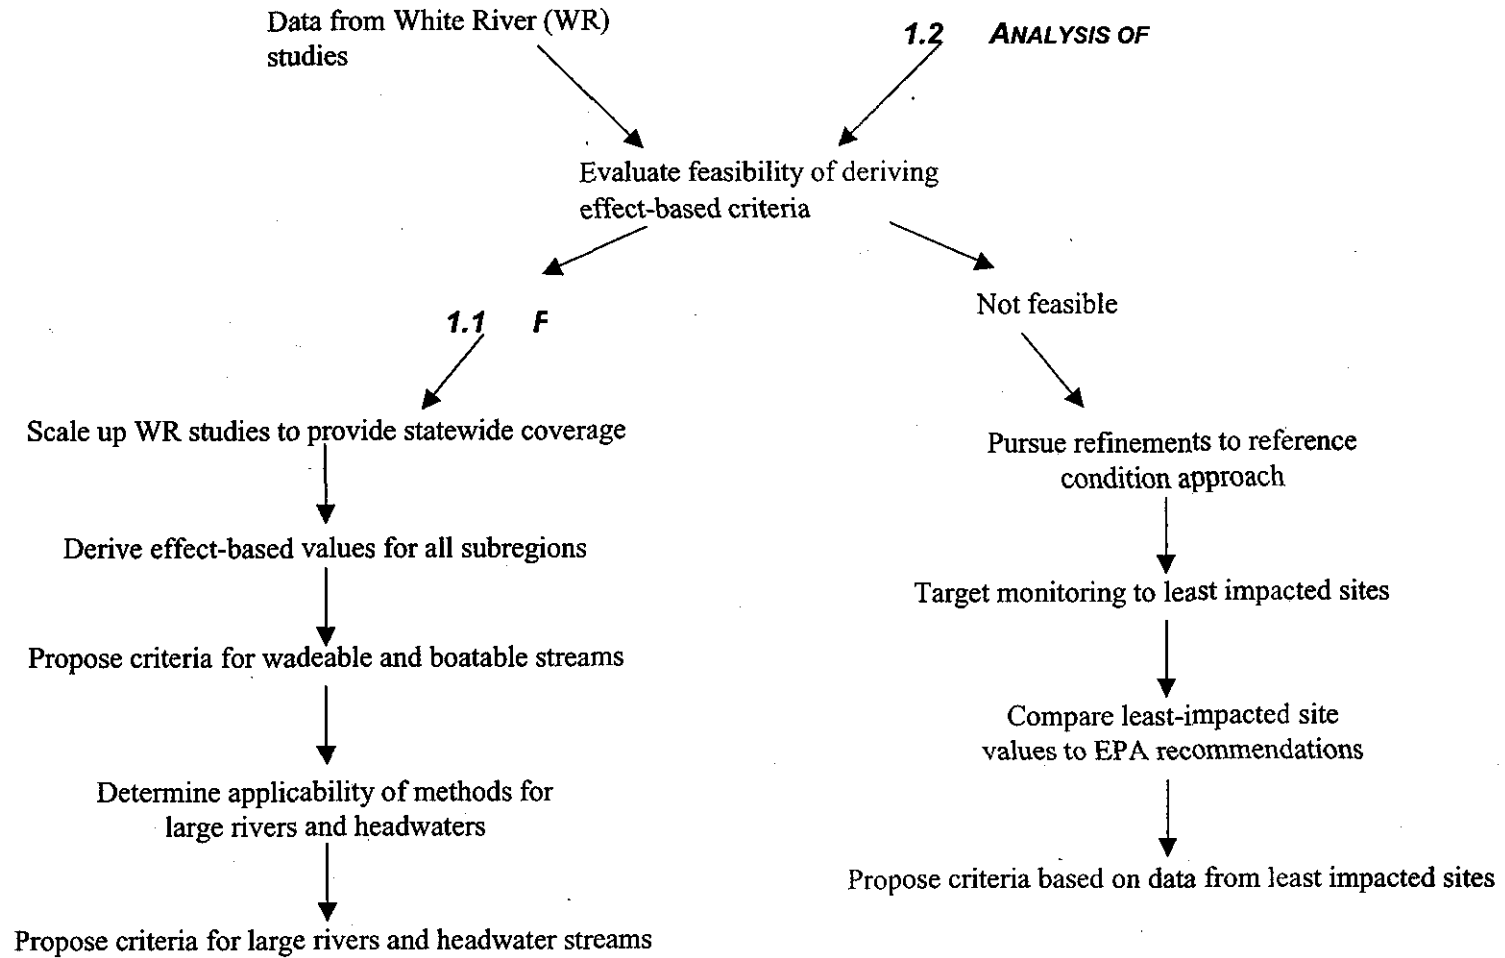 Data from White River (WR)
studies
1.2 ANALYSIS OF
Evaluate feasibility of deriving
effect-based criteria
1.1 F
Not feasible
Scale up WR studies to provide statewide coverage
Pursue refinements to reference
condition approach
Derive effect-based values for all subregions
Target monitoring to least impacted sites
Propose criteria for wadeable and boatable streams
Compare least-impacted site
values to EPA recommendations
Determine applicability of methods for
large rivers and headwaters
Propose criteria based on data from least impacted sites
Propose criteria for large rivers and headwater streams